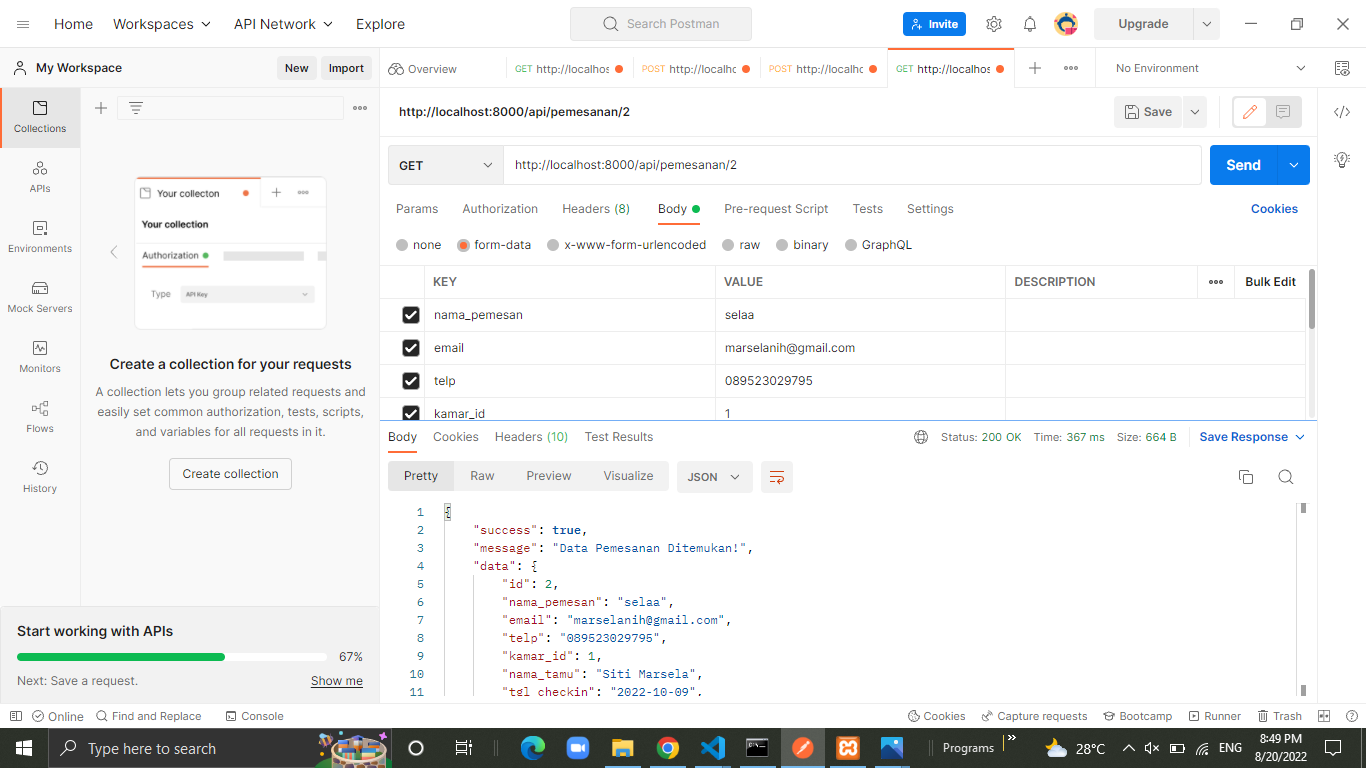 Home Workspaces API Network Explore Search Postman Invite Upgrade
My Workspace New Import Overview GET http://localhos POST http://localhc POST http://localhc GET http://localhos No Environment
Collections
APIs
Environments
Mock Servers
Monitors
Flows
History
Your collecton
Your collection
Authorization
Type API Key
Create a collection for your requests
A collection lets you group related requests and
easily set common authorization, tests, scripts,
and variables for all requests in it.
Create collection
Start working with APIs
67%
Next: Save a request. Show me
http://localhost:8000/api/pemesanan/2 Save
GET http://localhost:8000/api/pemesanan/2 Send
Params Authorization Headers (8) Body Pre-request Script Tests Settings Cookies
none form-data x-www-form-urlencoded raw binary GraphQL
KEY VALUE DESCRIPTION Bulk Edit
nama_pemesan selaa
email marselanih@gmail.com
telp 089523029795
kamar_id 1
Body Cookies Headers (10) Test Results Status: 200 OK Time: 367 ms Size: 664 B Save Response
Pretty Raw Preview Visualize JSON
1 {
2 "success": true,
3 "message": "Data Pemesanan Ditemukan!",
4 "data": {
5 "id": 2,
6 "nama_pemesan": "selaa",
7 "email": "marselanih@gmail.com",
8 "telp": "089523029795",
9 "kamar_id": 1,
10 "nama_tamu": "Siti Marsela",
11 "tgl_checkin": "2022-10-09",
Online Find and Replace Console Cookies Capture requests Bootcamp Runner Trash
Type here to search Programs 28°C ENG 8:49 PM
8/20/2022